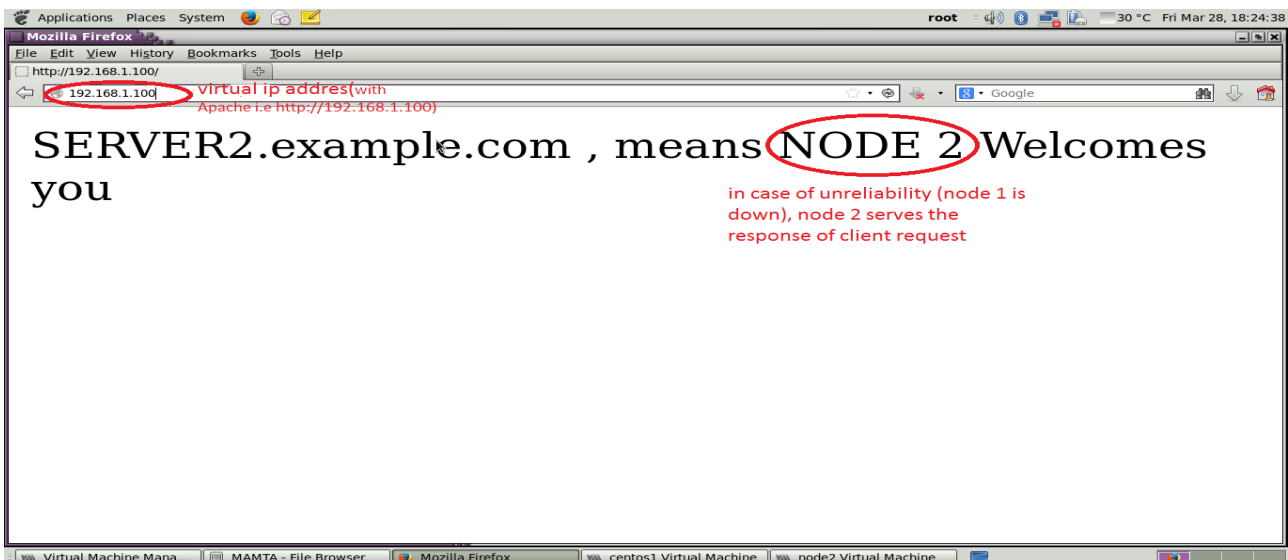 Applications Places System
root
30 °C Fri Mar 28, 18:24:38
Mozilla Firefox
File Edit View History Bookmarks Tools Help
http://192.168.1.100/
192.168.1.100
virtual ip addres(with
Apache i.e http://192.168.1.100)
Google
SERVER2.example.com , means NODE 2 Welcomes
you
in case of unreliability (node 1 is
down), node 2 serves the
response of client request
Virtual Machine Mana...
MAMTA - File Browser
Mozilla Firefox
centos1 Virtual Machine
node2 Virtual Machine